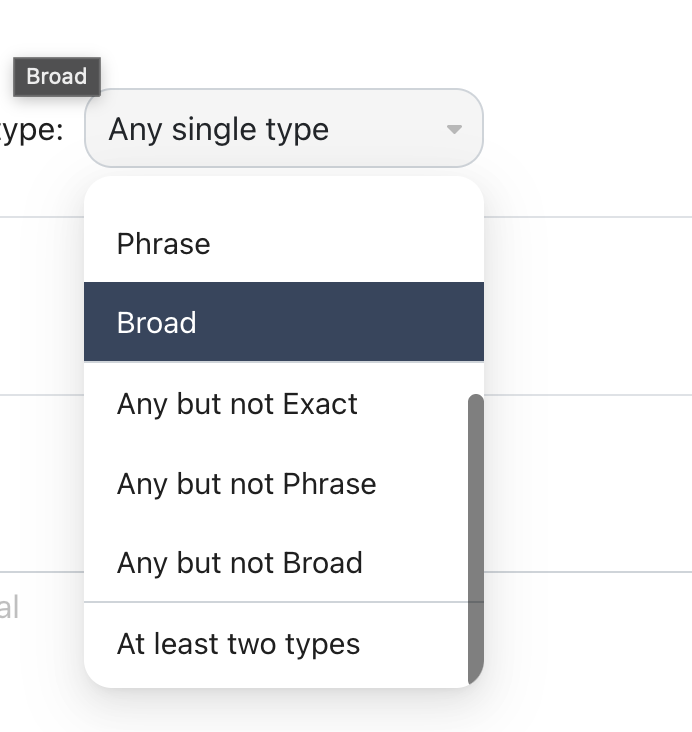 Broad
type: Any single type
Phrase
Broad
Any but not Exact
Any but not Phrase
Any but not Broad
al
At least two types